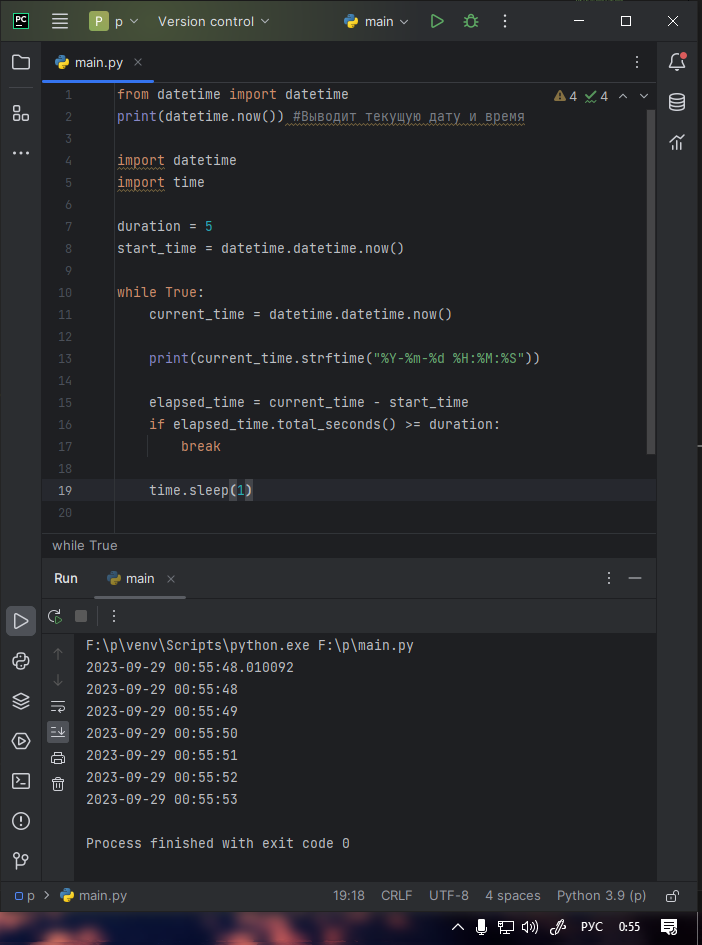 PC
P p Version control main
main.py
1 from datetime import datetime 4 4
2 print(datetime.now()) #Выводит текущую дату и время
3
4 import datetime
5 import time
6
7 duration = 5
8 start_time = datetime.datetime.now()
9
10 while True:
11 current_time = datetime.datetime.now()
12
13 print(current_time.strftime("%Y-%m-%d %H:%M:%S"))
14
15 elapsed_time = current_time - start_time
16 if elapsed_time.total_seconds() >= duration:
17 break
18
19 time.sleep(1)
20
while True
Run main
F:\p\venv\Scripts\python.exe F:\p\main.py
2023-09-29 00:55:48.010092
2023-09-29 00:55:48
2023-09-29 00:55:49
2023-09-29 00:55:50
2023-09-29 00:55:51
2023-09-29 00:55:52
2023-09-29 00:55:53
Process finished with exit code 0
p main.py 19:18 CRLF UTF-8 4 spaces Python 3.9 (p)
РУС 0:55